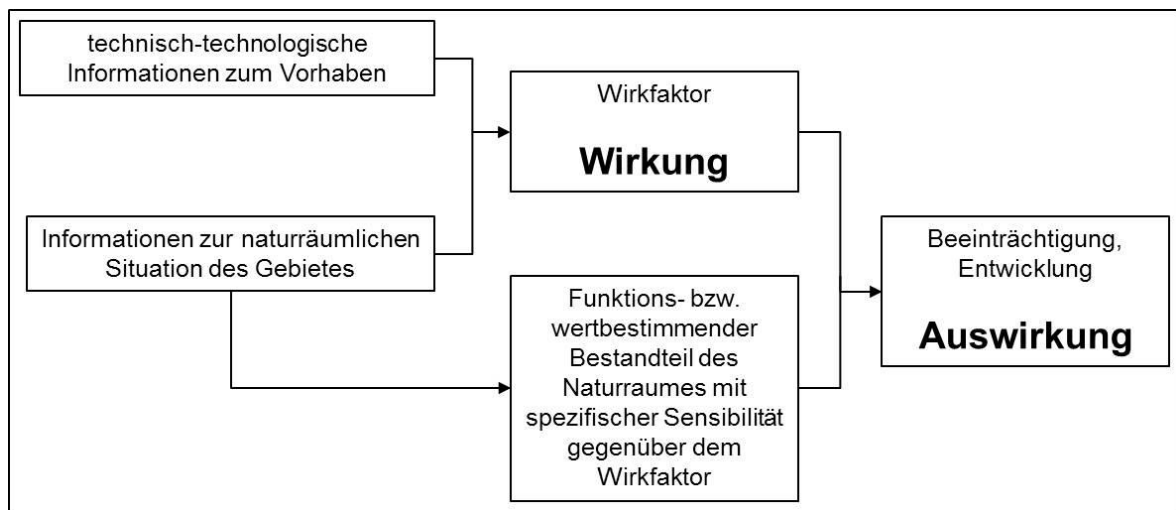 technisch-technologische
Informationen zum Vorhaben
Informationen zur naturräumlichen
Situation des Gebietes
Wirkfaktor
Wirkung
Funktions- bzw.
wertbestimmender
Bestandteil des
Naturraumes mit
spezifischer Sensibilität
gegenüber dem
Wirkfaktor
Beeinträchtigung,
Entwicklung
Auswirkung